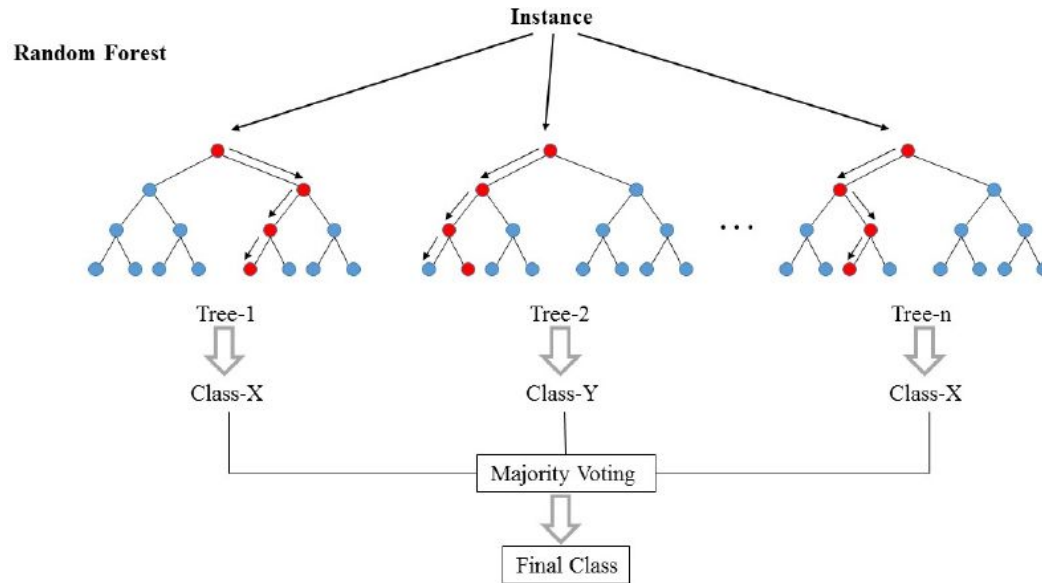 Instance
Random Forest
. . .
Tree-1 Tree-2 Tree-n
Class-X Class-Y Class-X
Majority Voting
Final Class